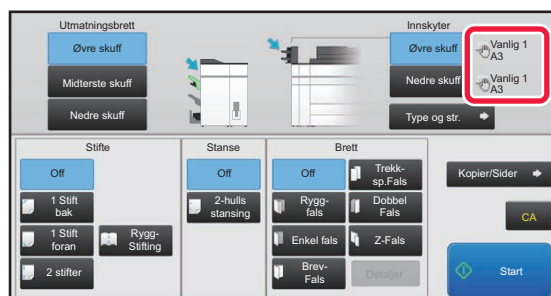 Utmatningsbrett
Innskyter
Øvre skuff
Øvre skuff
Vanlig 1
A3
Midterste skuff
Nedre skuff
Vanlig 1
A3
Nedre skuff
Type og str.
Stifte
Stanse
Brett
Off
Off
Off
Trekk-
sp.Fals
Kopier/Sider
1 Stift
bak
2-hulls
stansing
Rygg-
fals
Dobbel
Fals
CA
1 Stift
foran
Rygg-
Stifting
Enkel fals
Z-Fals
2 stifter
Brev-
Fals
Detaljer
Start